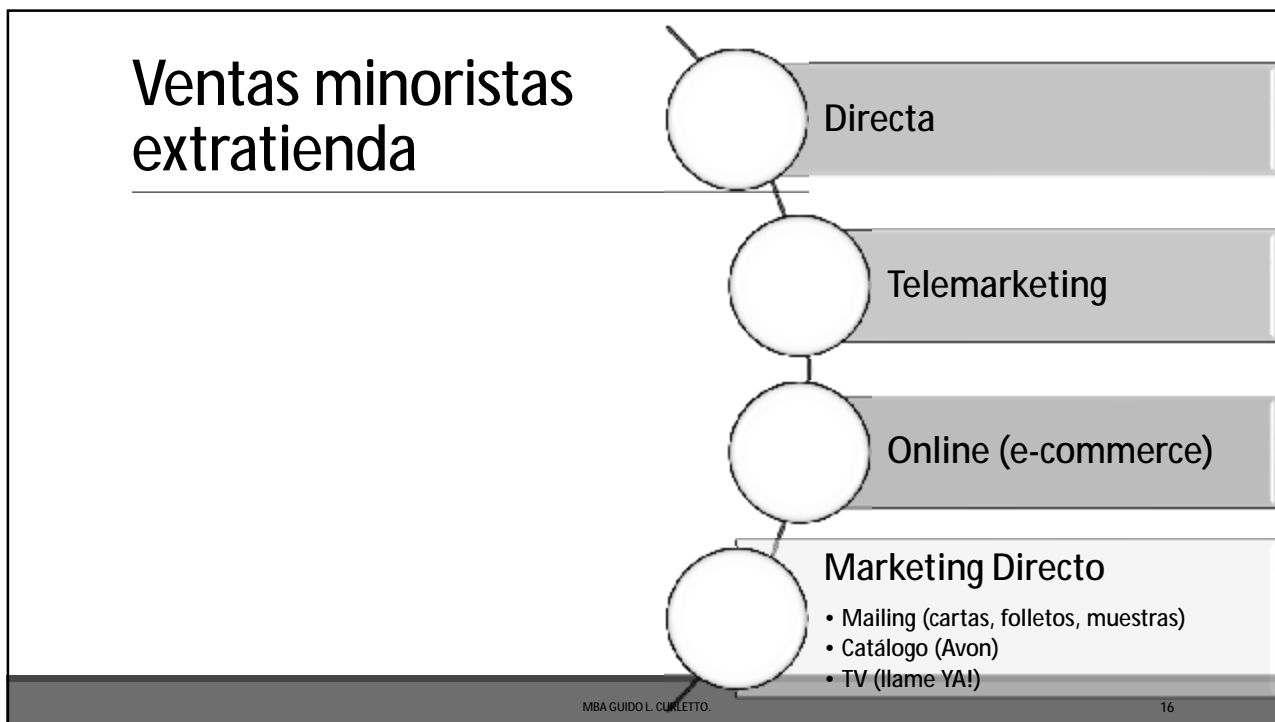 Ventas minoristas
extratienda
Directa
Telemarketing
Online (e-commerce)
Marketing Directo
• Mailing (cartas, folletos, muestras)
• Catálogo (Avon)
• TV (llame YA!)
MBA GUIDO L. CURLETTO.
16